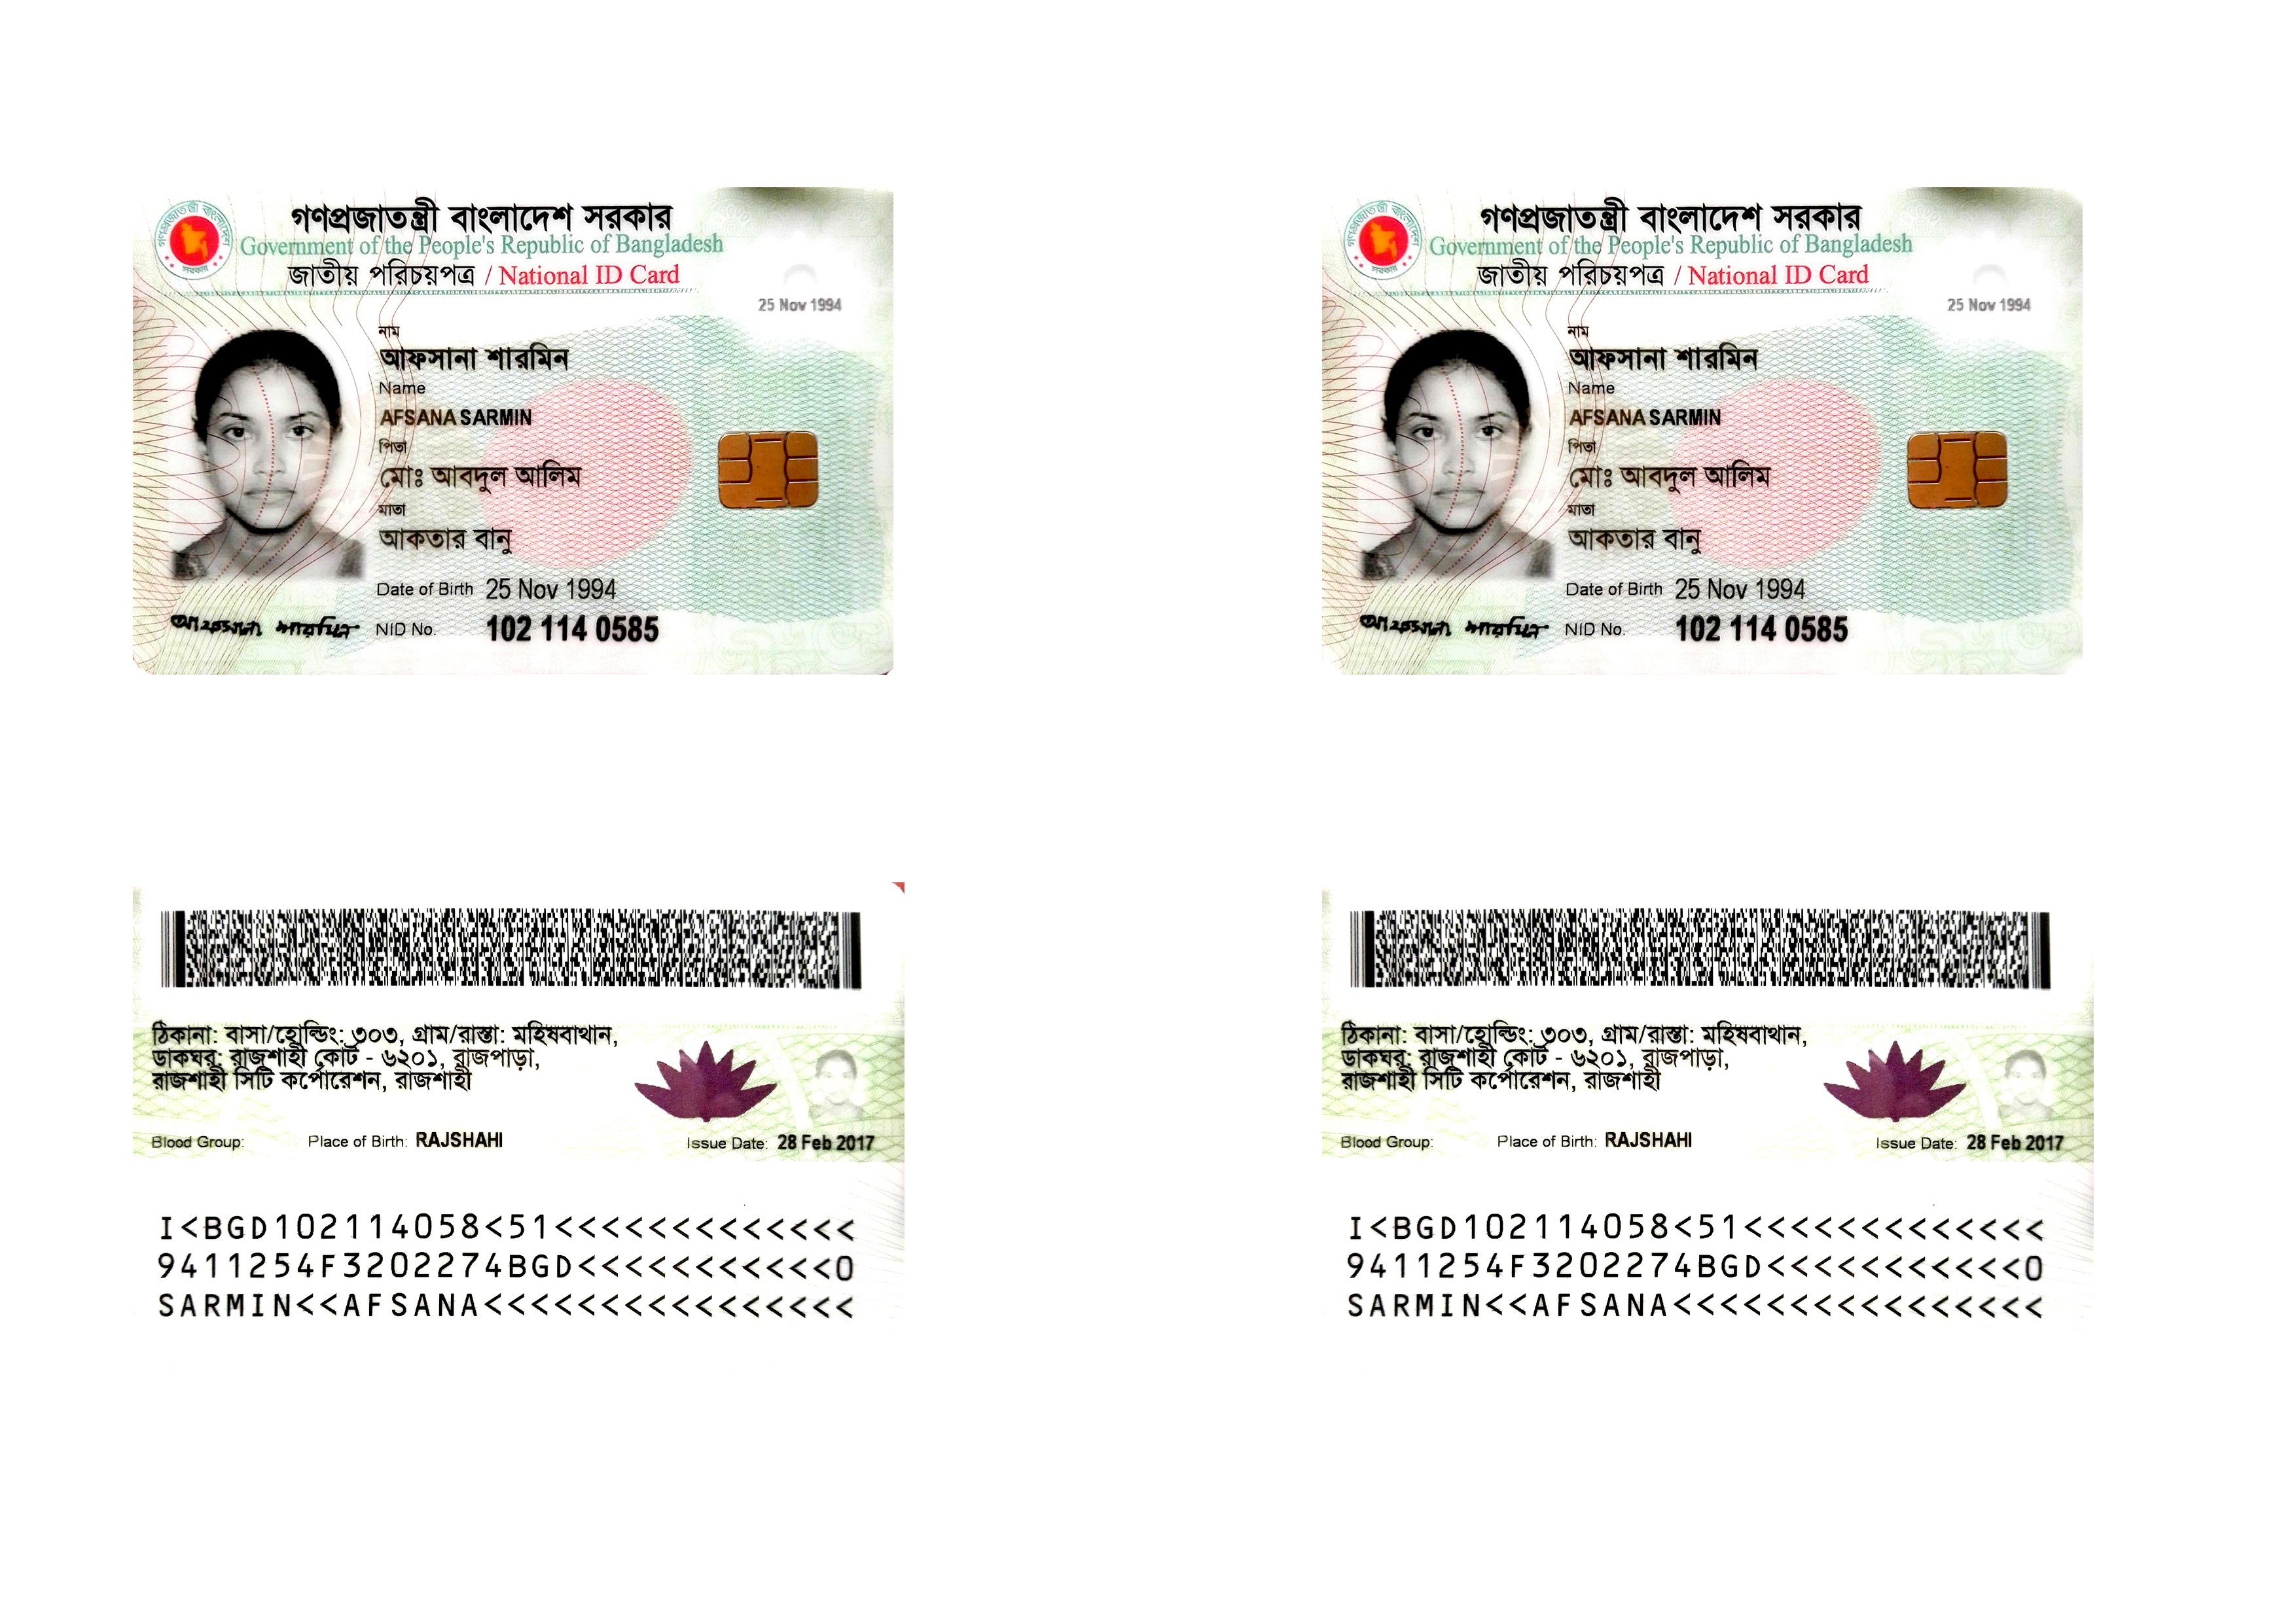 গণপ্রজাতন্ত্রী বাংলাদেশ সরকার
Government of the People's Republic of Bangladesh
জাতীয় পরিচয়পত্র / National ID Card
25 Nov 1994
নাম
আফসানা শারমিন
Name
AFSANA SARMIN
পিতা
মোঃ আবদুল আলিম
মাতা
আকতার বানু
Date of Birth 25 Nov 1994
আফসানা শারমিন NID No. 102 114 0585
গণপ্রজাতন্ত্রী বাংলাদেশ সরকার
Government of the People's Republic of Bangladesh
জাতীয় পরিচয়পত্র / National ID Card
25 Nov 1994
নাম
আফসানা শারমিন
Name
AFSANA SARMIN
পিতা
মোঃ আবদুল আলিম
মাতা
আকতার বানু
Date of Birth 25 Nov 1994
আফসানা শারমিন NID No. 102 114 0585
ঠিকানা: বাসা/হোল্ডিং: ৩০৩, গ্রাম/রাস্তা: মহিষবাথান,
ডাকঘর: রাজশাহী কোর্ট - ৬২০১, রাজপাড়া,
রাজশাহী সিটি কর্পোরেশন, রাজশাহী
Blood Group: Place of Birth: RAJSHAHI Issue Date: 28 Feb 2017
I<BGD102114058<51<<<<<<<<<<<<<
9411254F3202274BGD<<<<<<<<<<<0
SARMIN<<AFSANA<<<<<<<<<<<<<<<<
ঠিকানা: বাসা/হোল্ডিং: ৩০৩, গ্রাম/রাস্তা: মহিষবাথান,
ডাকঘর: রাজশাহী কোর্ট - ৬২০১, রাজপাড়া,
রাজশাহী সিটি কর্পোরেশন, রাজশাহী
Blood Group: Place of Birth: RAJSHAHI Issue Date: 28 Feb 2017
I<BGD102114058<51<<<<<<<<<<<<<
9411254F3202274BGD<<<<<<<<<<<0
SARMIN<<AFSANA<<<<<<<<<<<<<<<<